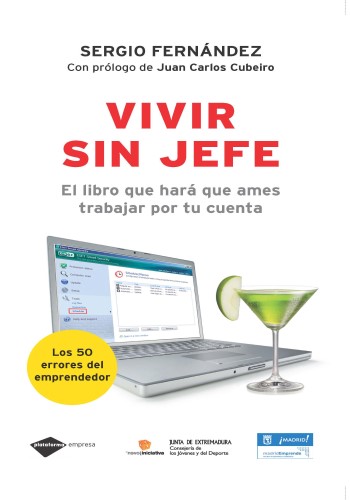 SERGIO FERNÁNDEZ
Con prólogo de Juan Carlos Cubeiro
VIVIR
SIN JEFE
El libro que hará que ames
trabajar por tu cuenta
Los 50
errores del
emprendedor
plataforma empresa
novainiciativa
JUNTA DE EXTREMADURA
Consejería de
los Jóvenes y del Deporte
¡MADRID!
madridEmprende